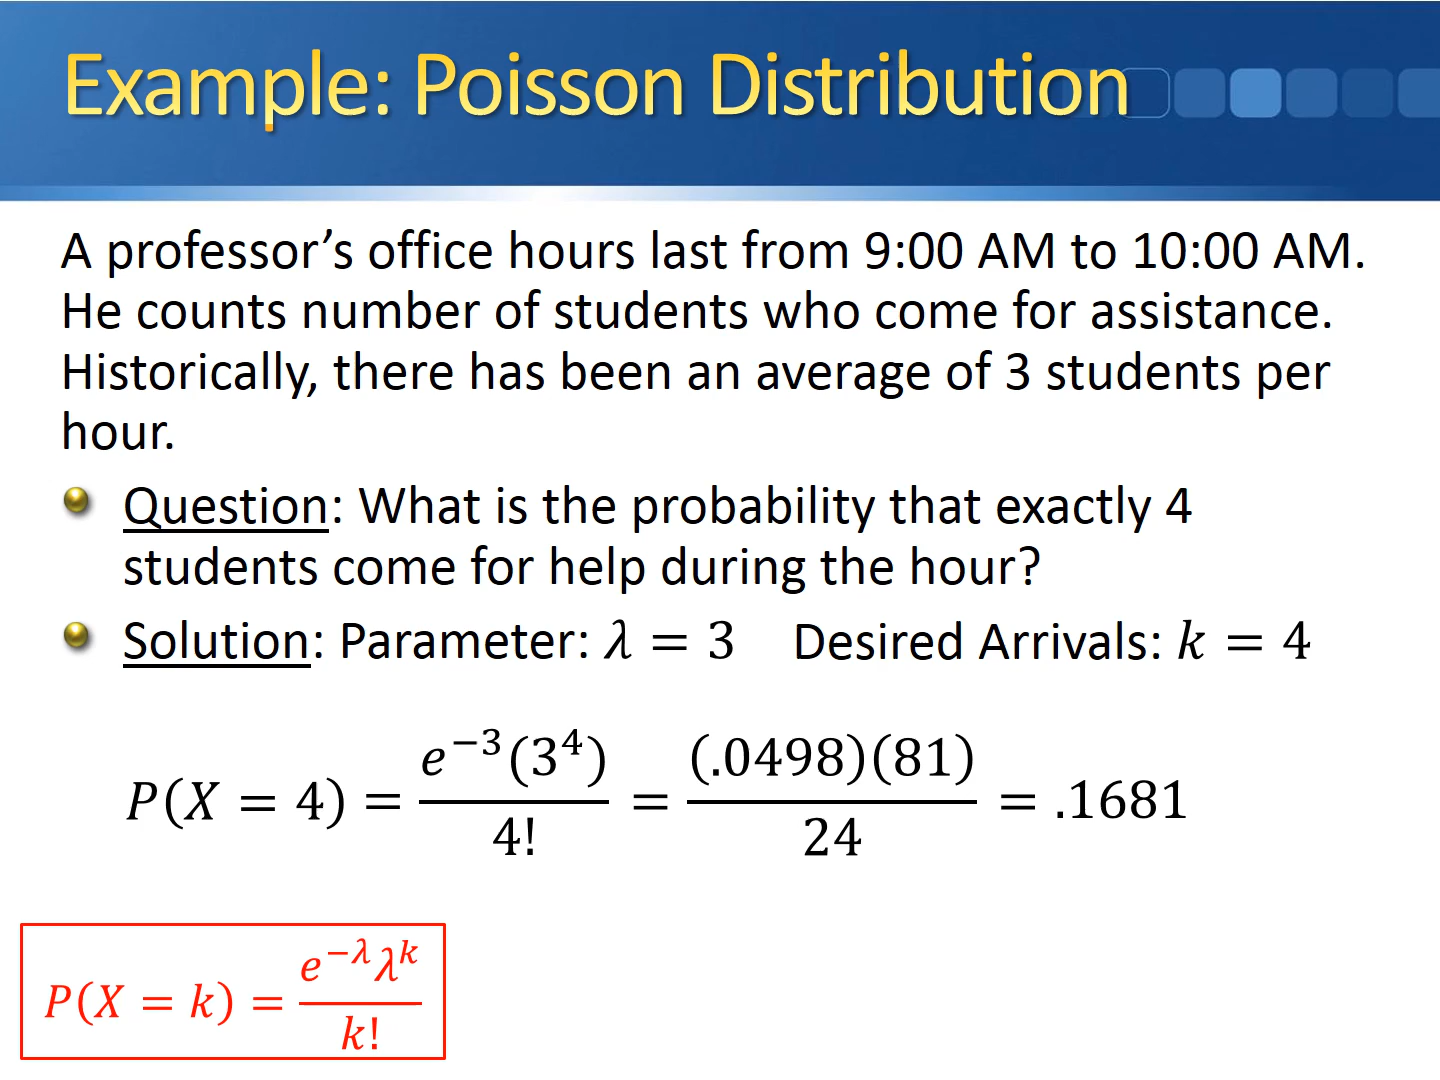 Example: Poisson Distribution
A professor’s office hours last from 9:00 AM to 10:00 AM.
He counts number of students who come for assistance.
Historically, there has been an average of 3 students per
hour.
Question: What is the probability that exactly 4
students come for help during the hour?
Solution: Parameter: λ = 3 Desired Arrivals: k = 4
P(X = 4) = e^{−3}(3^4) / 4! = (.0498)(81) / 24 = .1681
P(X = k) = e^{−λ}λ^k / k!